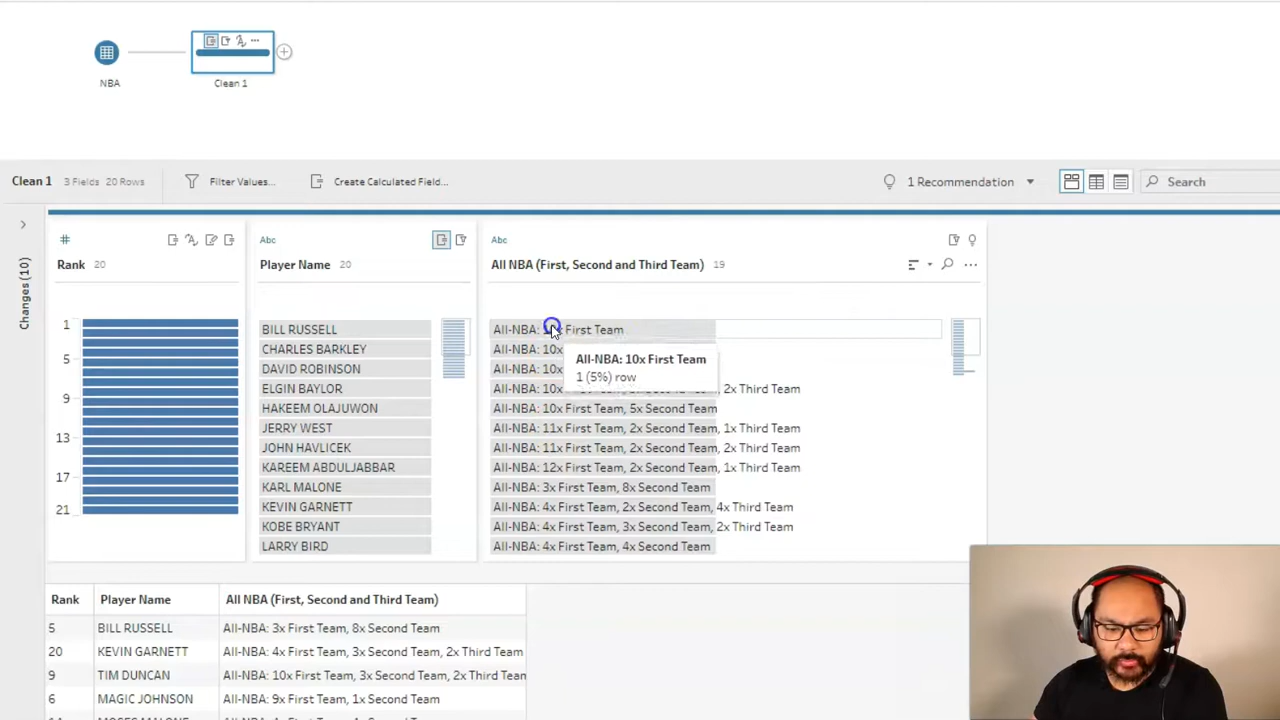 NBA
Clean 1
Clean 1 3 Fields 20 Rows Filter Values... Create Calculated Field... 1 Recommendation Search
Changes (10)
#
Rank 20
1
5
9
13
17
21
Abc
Player Name 20
BILL RUSSELL
CHARLES BARKLEY
DAVID ROBINSON
ELGIN BAYLOR
HAKEEM OLAJUWON
JERRY WEST
JOHN HAVLICEK
KAREEM ABDULJABBAR
KARL MALONE
KEVIN GARNETT
KOBE BRYANT
LARRY BIRD
Abc
All NBA (First, Second and Third Team) 19
All-NBA: First Team
All-NBA: 10x
All-NBA: 10x
All-NBA: 10x 2x Third Team
All-NBA: 10x First Team, 5x Second Team
All-NBA: 11x First Team, 2x Second Team, 1x Third Team
All-NBA: 11x First Team, 2x Second Team, 2x Third Team
All-NBA: 12x First Team, 2x Second Team, 1x Third Team
All-NBA: 3x First Team, 8x Second Team
All-NBA: 4x First Team, 2x Second Team, 4x Third Team
All-NBA: 4x First Team, 3x Second Team, 2x Third Team
All-NBA: 4x First Team, 4x Second Team
All-NBA: 10x First Team
1 (5%) row
Rank Player Name All NBA (First, Second and Third Team)
5 BILL RUSSELL All-NBA: 3x First Team, 8x Second Team
20 KEVIN GARNETT All-NBA: 4x First Team, 3x Second Team, 2x Third Team
9 TIM DUNCAN All-NBA: 10x First Team, 3x Second Team, 2x Third Team
6 MAGIC JOHNSON All-NBA: 9x First Team, 1x Second Team
MOSES MALONE